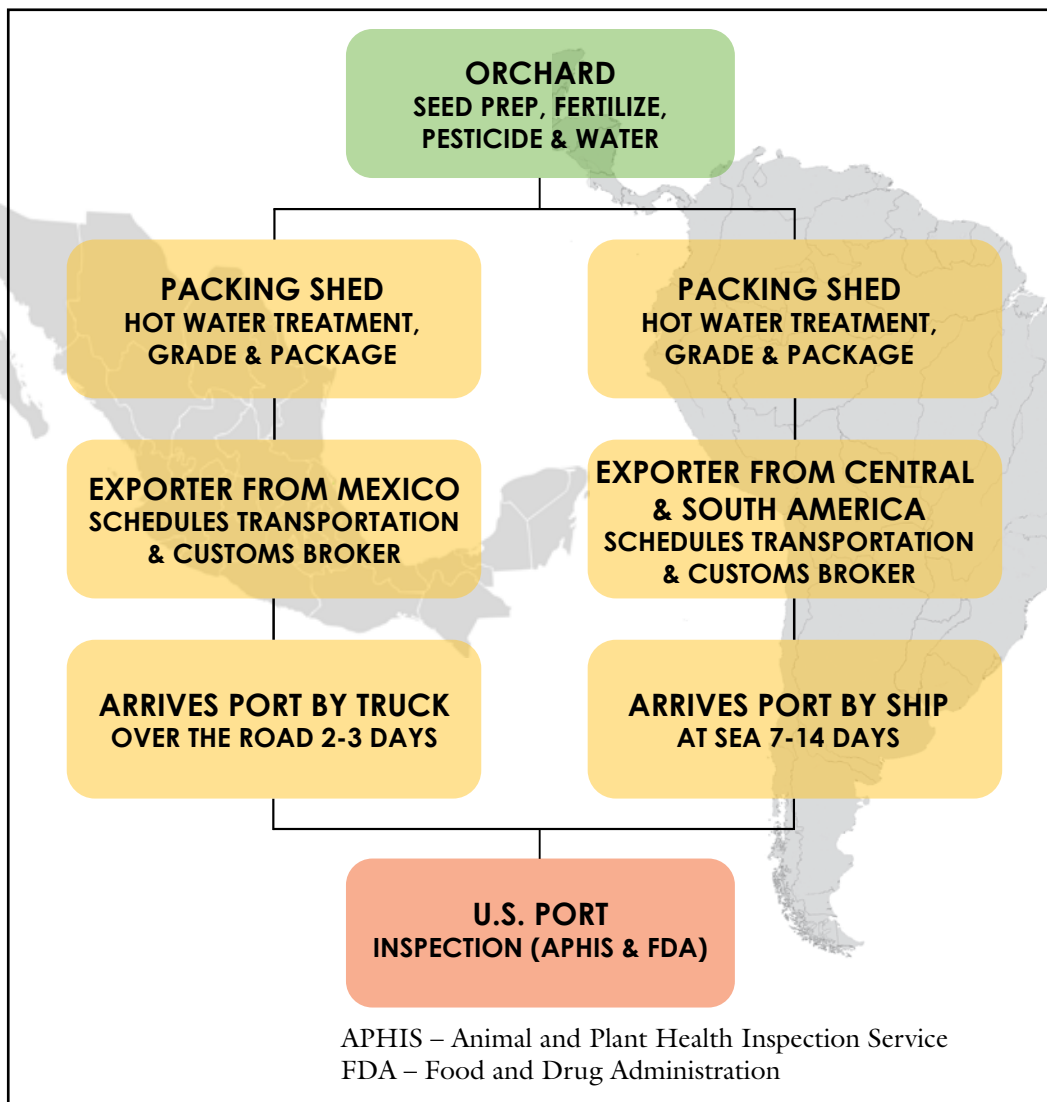 ORCHARD
SEED PREP, FERTILIZE,
PESTICIDE & WATER
PACKING SHED
HOT WATER TREATMENT,
GRADE & PACKAGE
EXPORTER FROM MEXICO
SCHEDULES TRANSPORTATION
& CUSTOMS BROKER
ARRIVES PORT BY TRUCK
OVER THE ROAD 2-3 DAYS
PACKING SHED
HOT WATER TREATMENT,
GRADE & PACKAGE
EXPORTER FROM CENTRAL
& SOUTH AMERICA
SCHEDULES TRANSPORTATION
& CUSTOMS BROKER
ARRIVES PORT BY SHIP
AT SEA 7-14 DAYS
U.S. PORT
INSPECTION (APHIS & FDA)
APHIS – Animal and Plant Health Inspection Service
FDA – Food and Drug Administration